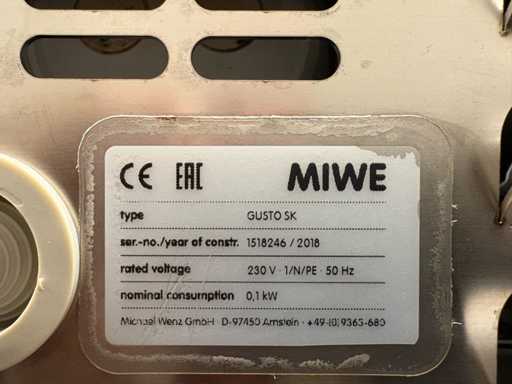 CE EAC MIWE
type GUSTO SK
ser.-no./year of constr. 1518246 / 2018
rated voltage 230 V · 1/N/PE · 50 Hz
nominal consumption 0,1 kW
Michael Wenz GmbH · D-97450 Arnstein · +49-(0)9363-680